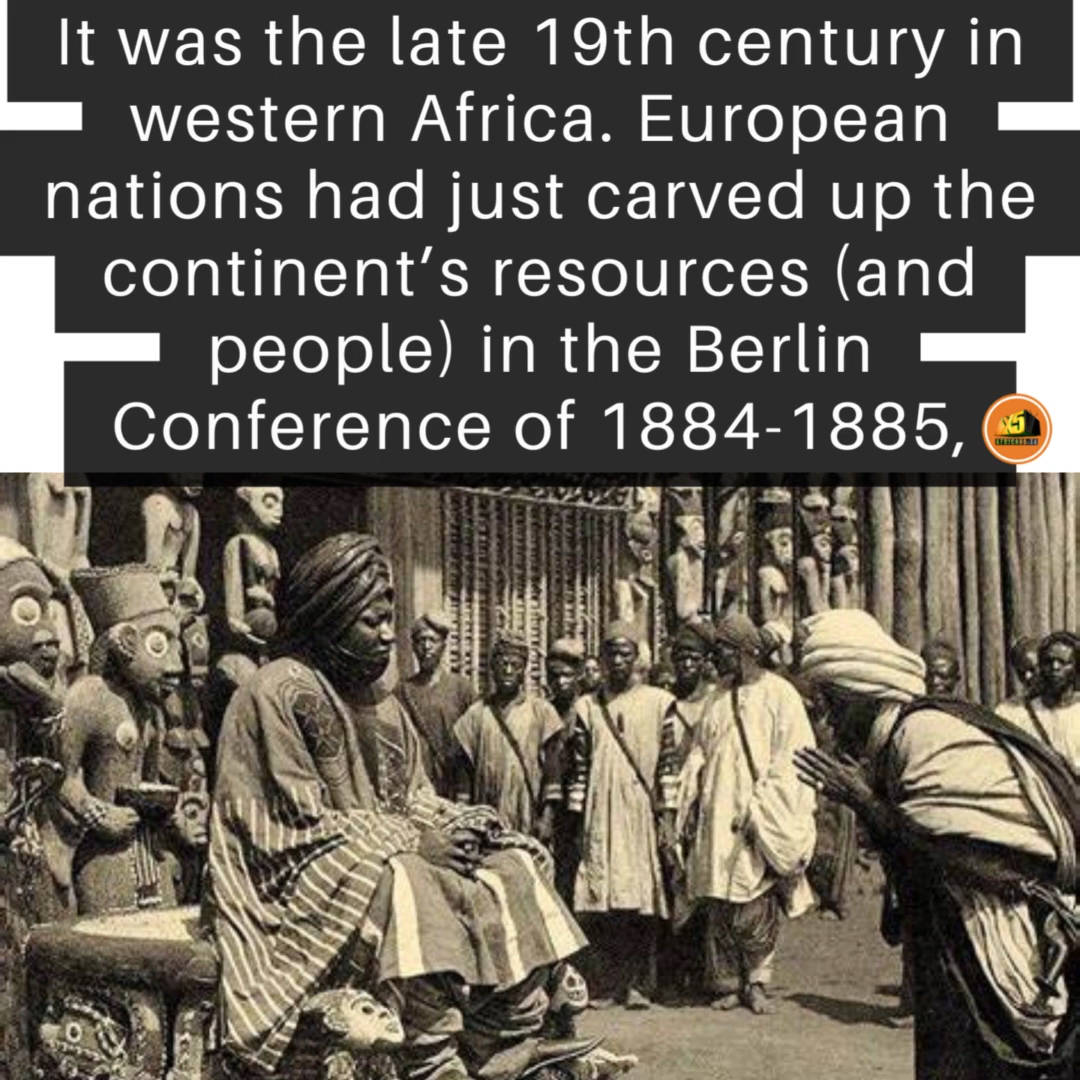 It was the late 19th century in
western Africa. European
nations had just carved up the
continent’s resources (and
people) in the Berlin
Conference of 1884-1885,